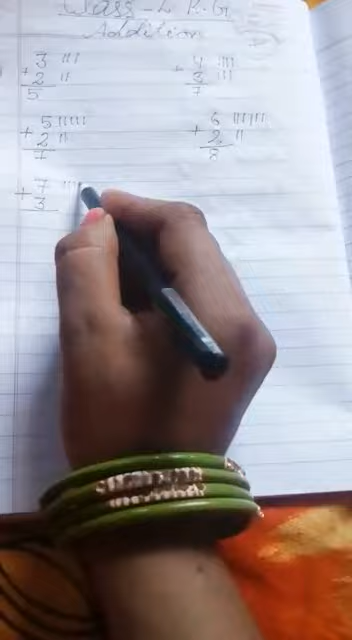 Class - L.K.G
Addition
3 ||| 4 ||||
+ 2 || + 3 |||
5 7
5 ||||| 6 ||||||
+ 2 || + 2 ||
7 8
7
+ 3